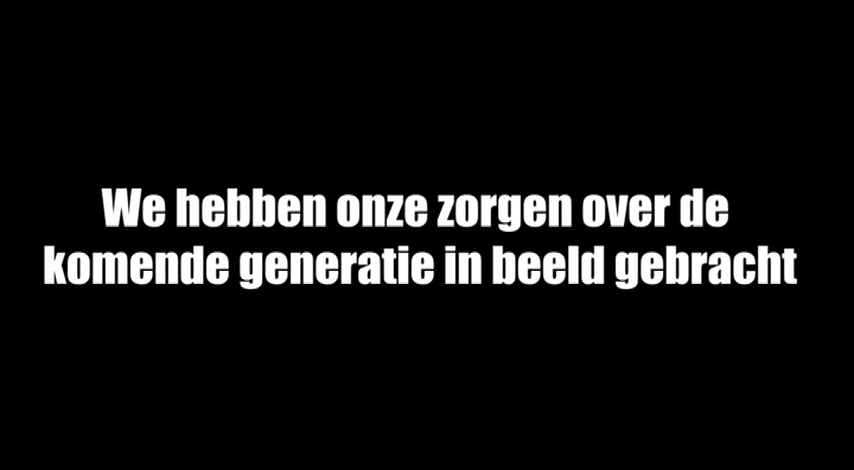 We hebben onze zorgen over de
komende generatie in beeld gebracht